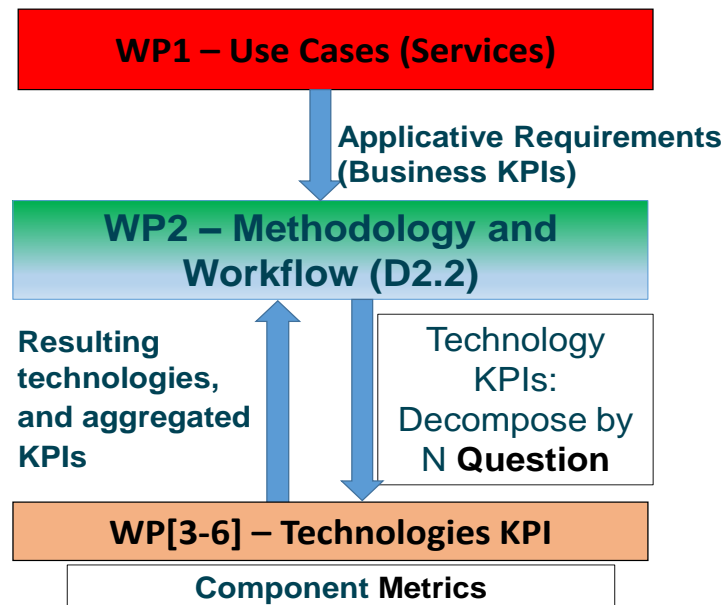 WP1 – Use Cases (Services)
Applicative Requirements
(Business KPIs)
WP2 – Methodology and
Workflow (D2.2)
Resulting
technologies,
and aggregated
KPIs
Technology
KPIs:
Decompose by
N Question
WP[3-6] – Technologies KPI
Component Metrics